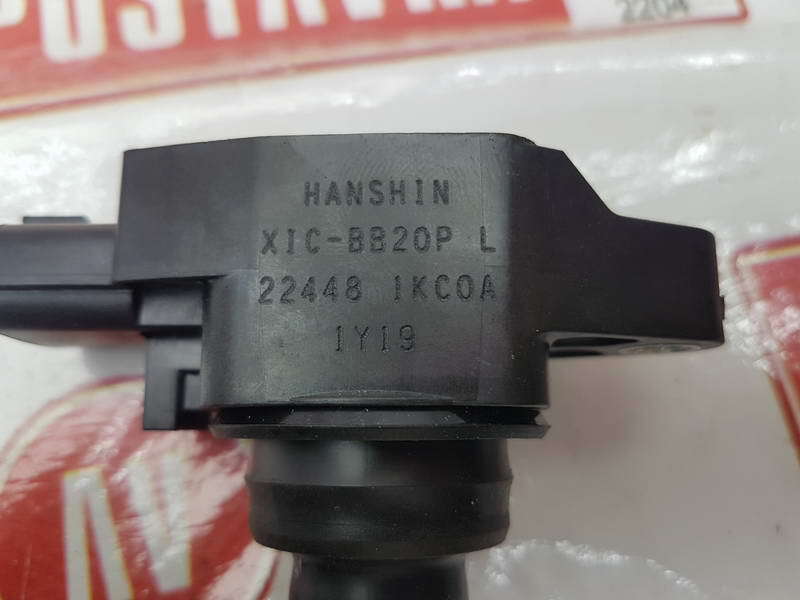 2204
HANSHIN
XIC-BB20P L
22448 1KC0A
1Y19
N